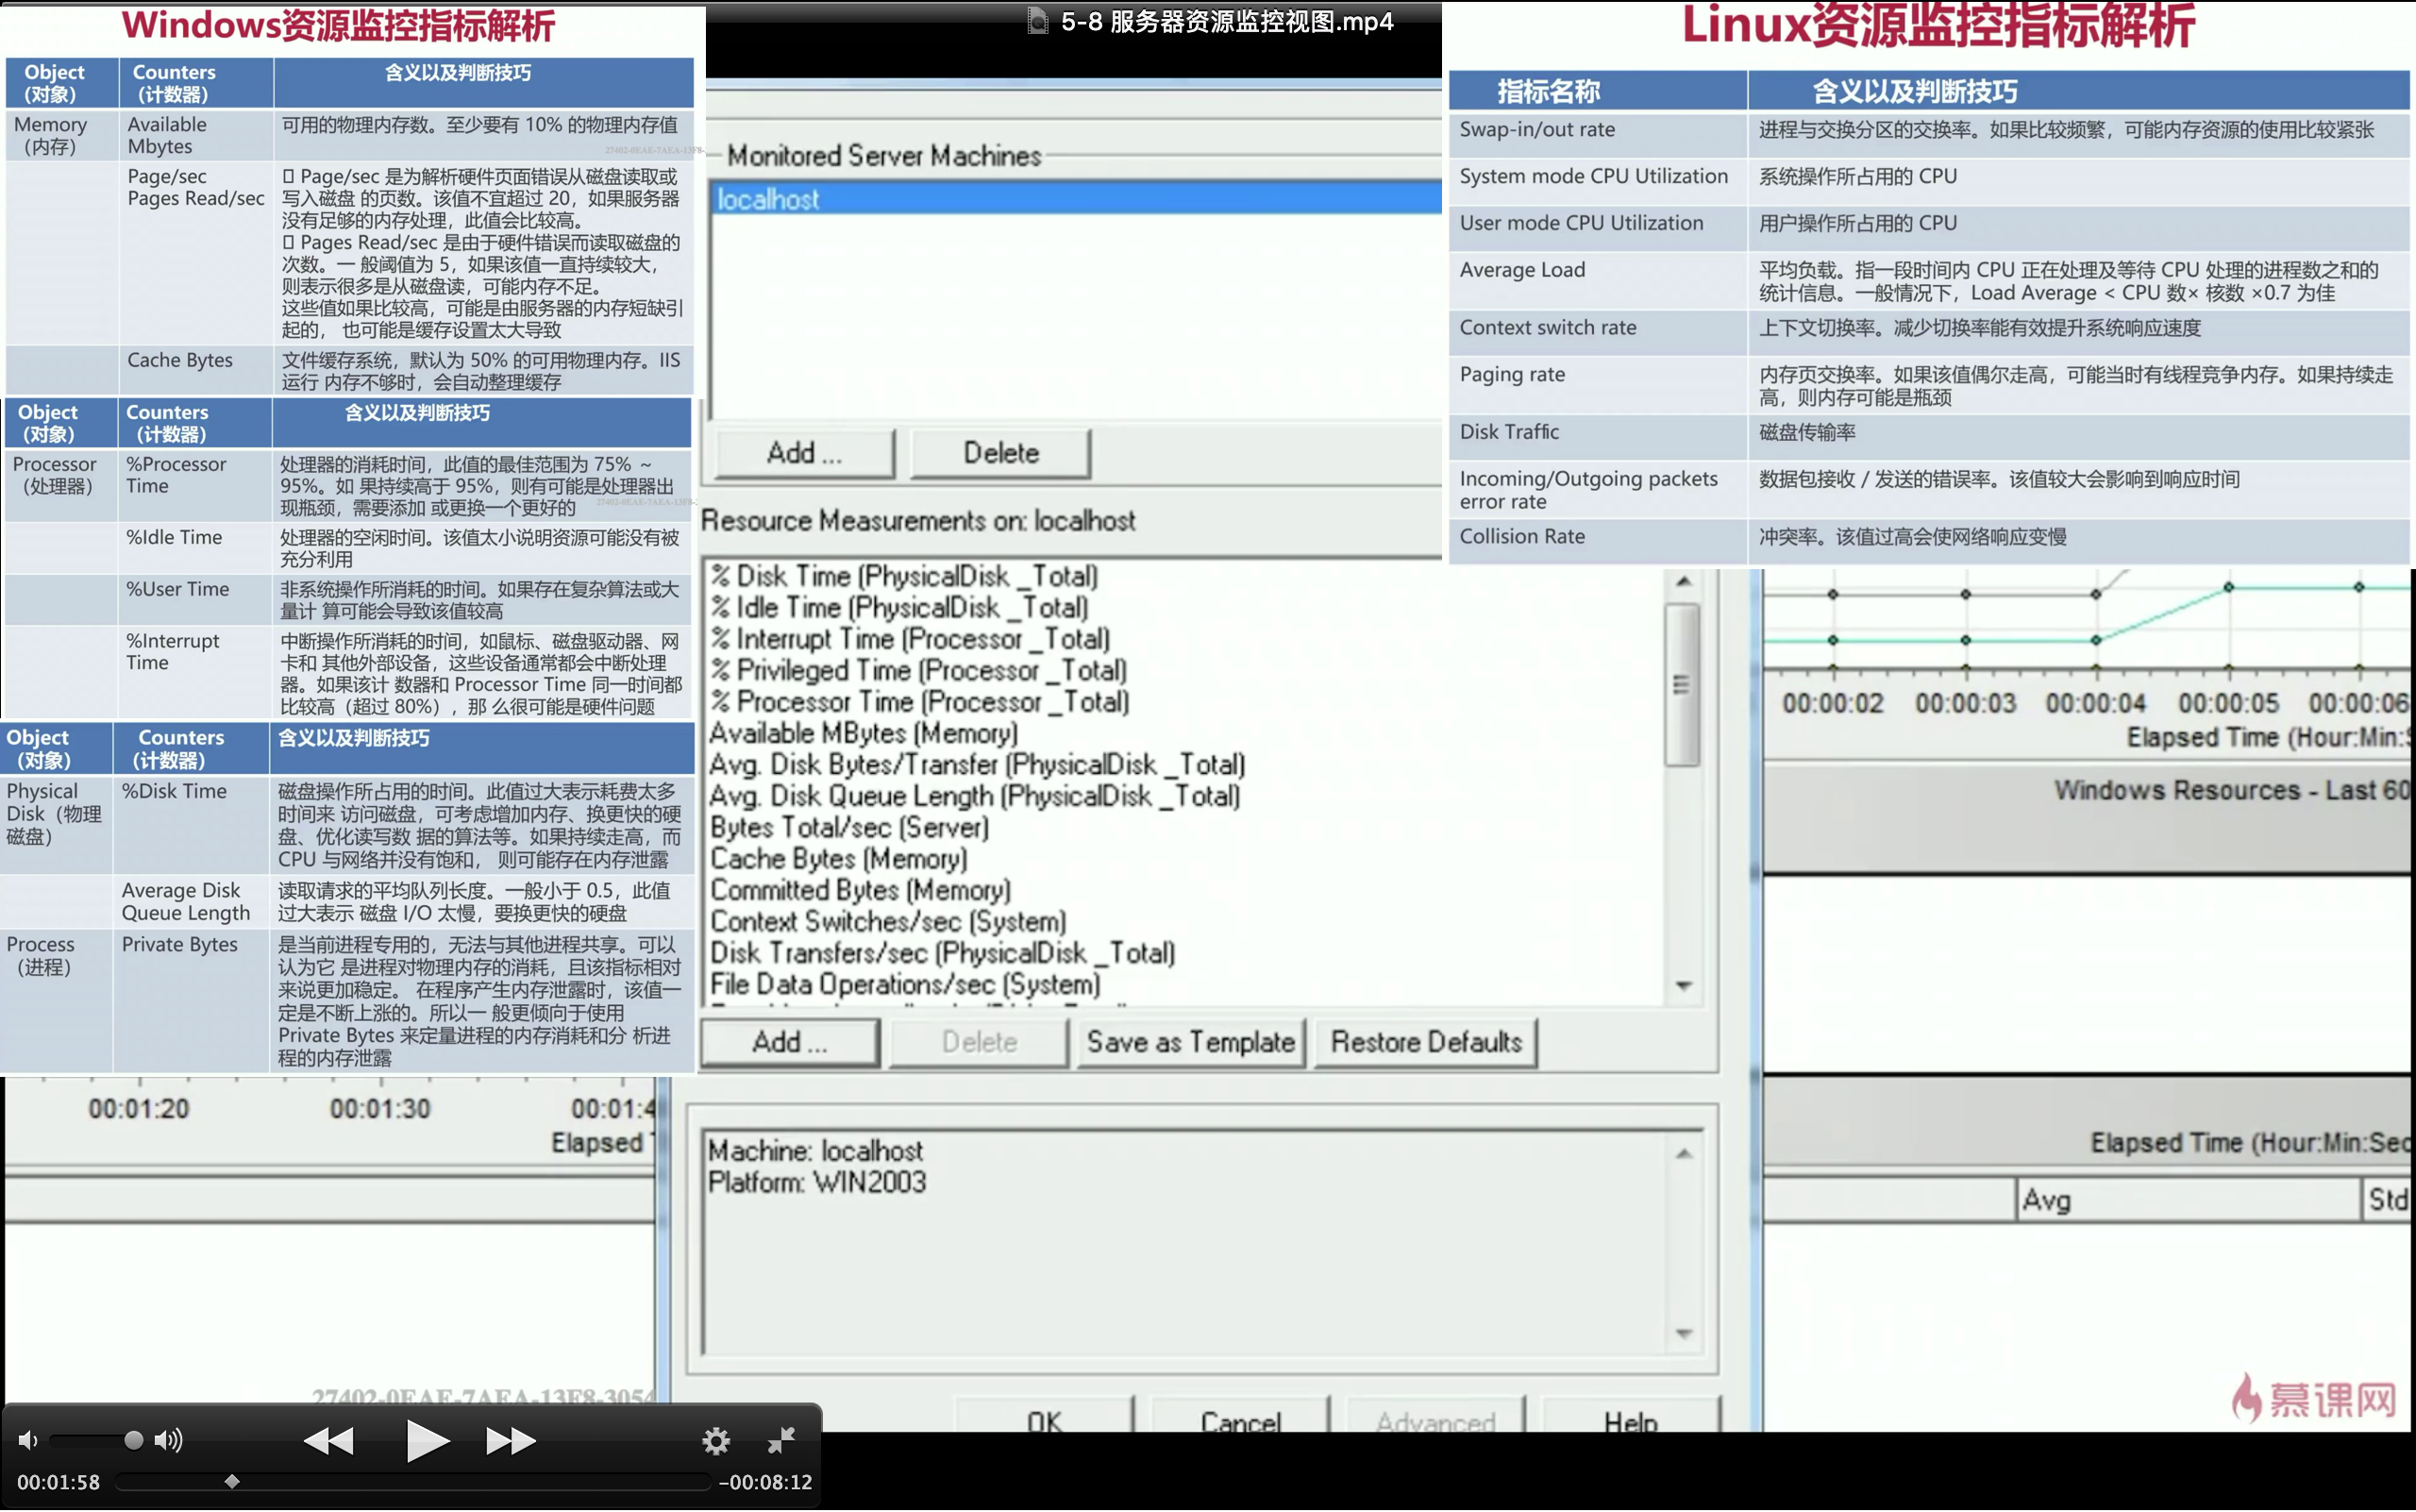 Windows资源监控指标解析
Object
(对象)
Counters
(计数器)
含义以及判断技巧
Memory
（内存）
Available
Mbytes
可用的物理内存数。至少要有 10% 的物理内存值
27402-0EAE-7AEA-13F8-
Page/sec
Pages Read/sec
▯ Page/sec 是为解析硬件页面错误从磁盘读取或
写入磁盘 的页数。该值不宜超过 20，如果服务器
没有足够的内存处理，此值会比较高。
▯ Pages Read/sec 是由于硬件错误而读取磁盘的
次数。一 般阈值为 5，如果该值一直持续较大，
则表示很多是从磁盘读，可能内存不足。
这些值如果比较高，可能是由服务器的内存短缺引
起的， 也可能是缓存设置太大导致
Cache Bytes
文件缓存系统，默认为 50% 的可用物理内存。IIS
运行 内存不够时，会自动整理缓存
Object
(对象)
Counters
(计数器)
含义以及判断技巧
Processor
（处理器）
%Processor
Time
处理器的消耗时间，此值的最佳范围为 75% ～
95%。如 果持续高于 95%，则有可能是处理器出
现瓶颈，需要添加 或更换一个更好的
27402-0EAE-7AEA-13F8-
%Idle Time
处理器的空闲时间。该值太小说明资源可能没有被
充分利用
%User Time
非系统操作所消耗的时间。如果存在复杂算法或大
量计 算可能会导致该值较高
%Interrupt
Time
中断操作所消耗的时间，如鼠标、磁盘驱动器、网
卡和 其他外部设备，这些设备通常都会中断处理
器。如果该计 数器和 Processor Time 同一时间都
比较高（超过 80%），那 么很可能是硬件问题
Object
(对象)
Counters
(计数器)
含义以及判断技巧
Physical
Disk（物理
磁盘）
%Disk Time
磁盘操作所占用的时间。此值过大表示耗费太多
时间来 访问磁盘，可考虑增加内存、换更快的硬
盘、优化读写数 据的算法等。如果持续走高，而
CPU 与网络并没有饱和， 则可能存在内存泄露
Average Disk
Queue Length
读取请求的平均队列长度。一般小于 0.5，此值
过大表示 磁盘 I/O 太慢，要换更快的硬盘
Process
（进程）
Private Bytes
是当前进程专用的，无法与其他进程共享。可以
认为它 是进程对物理内存的消耗，且该指标相对
来说更加稳定。 在程序产生内存泄露时，该值一
定是不断上涨的。所以一 般更倾向于使用
Private Bytes 来定量进程的内存消耗和分 析进
程的内存泄露
00:01:20
00:01:30
00:01:4
Elapsed
27402-0EAE-7AEA-13F8-3054
00:01:58
-00:08:12
5-8 服务器资源监控视图.mp4
Monitored Server Machines
localhost
Add ...
Delete
Resource Measurements on: localhost
% Disk Time (PhysicalDisk _Total)
% Idle Time (PhysicalDisk _Total)
% Interrupt Time (Processor _Total)
% Privileged Time (Processor _Total)
% Processor Time (Processor _Total)
Available MBytes (Memory)
Avg. Disk Bytes/Transfer (PhysicalDisk _Total)
Avg. Disk Queue Length (PhysicalDisk _Total)
Bytes Total/sec (Server)
Cache Bytes (Memory)
Committed Bytes (Memory)
Context Switches/sec (System)
Disk Transfers/sec (PhysicalDisk _Total)
File Data Operations/sec (System)
Add ...
Delete
Save as Template
Restore Defaults
Machine: localhost
Platform: WIN2003
OK
Cancel
Advanced
Help
Linux资源监控指标解析
指标名称
含义以及判断技巧
Swap-in/out rate
进程与交换分区的交换率。如果比较频繁，可能内存资源的使用比较紧张
System mode CPU Utilization
系统操作所占用的 CPU
User mode CPU Utilization
用户操作所占用的 CPU
Average Load
平均负载。指一段时间内 CPU 正在处理及等待 CPU 处理的进程数之和的
统计信息。一般情况下，Load Average < CPU 数× 核数 ×0.7 为佳
Context switch rate
上下文切换率。减少切换率能有效提升系统响应速度
Paging rate
内存页交换率。如果该值偶尔走高，可能当时有线程竞争内存。如果持续走
高，则内存可能是瓶颈
Disk Traffic
磁盘传输率
Incoming/Outgoing packets
error rate
数据包接收 / 发送的错误率。该值较大会影响到响应时间
Collision Rate
冲突率。该值过高会使网络响应变慢
00:00:02
00:00:03
00:00:04
00:00:05
00:00:06
Elapsed Time (Hour:Min:
Windows Resources - Last 60
Elapsed Time (Hour:Min:Sec
Avg
Std
慕课网